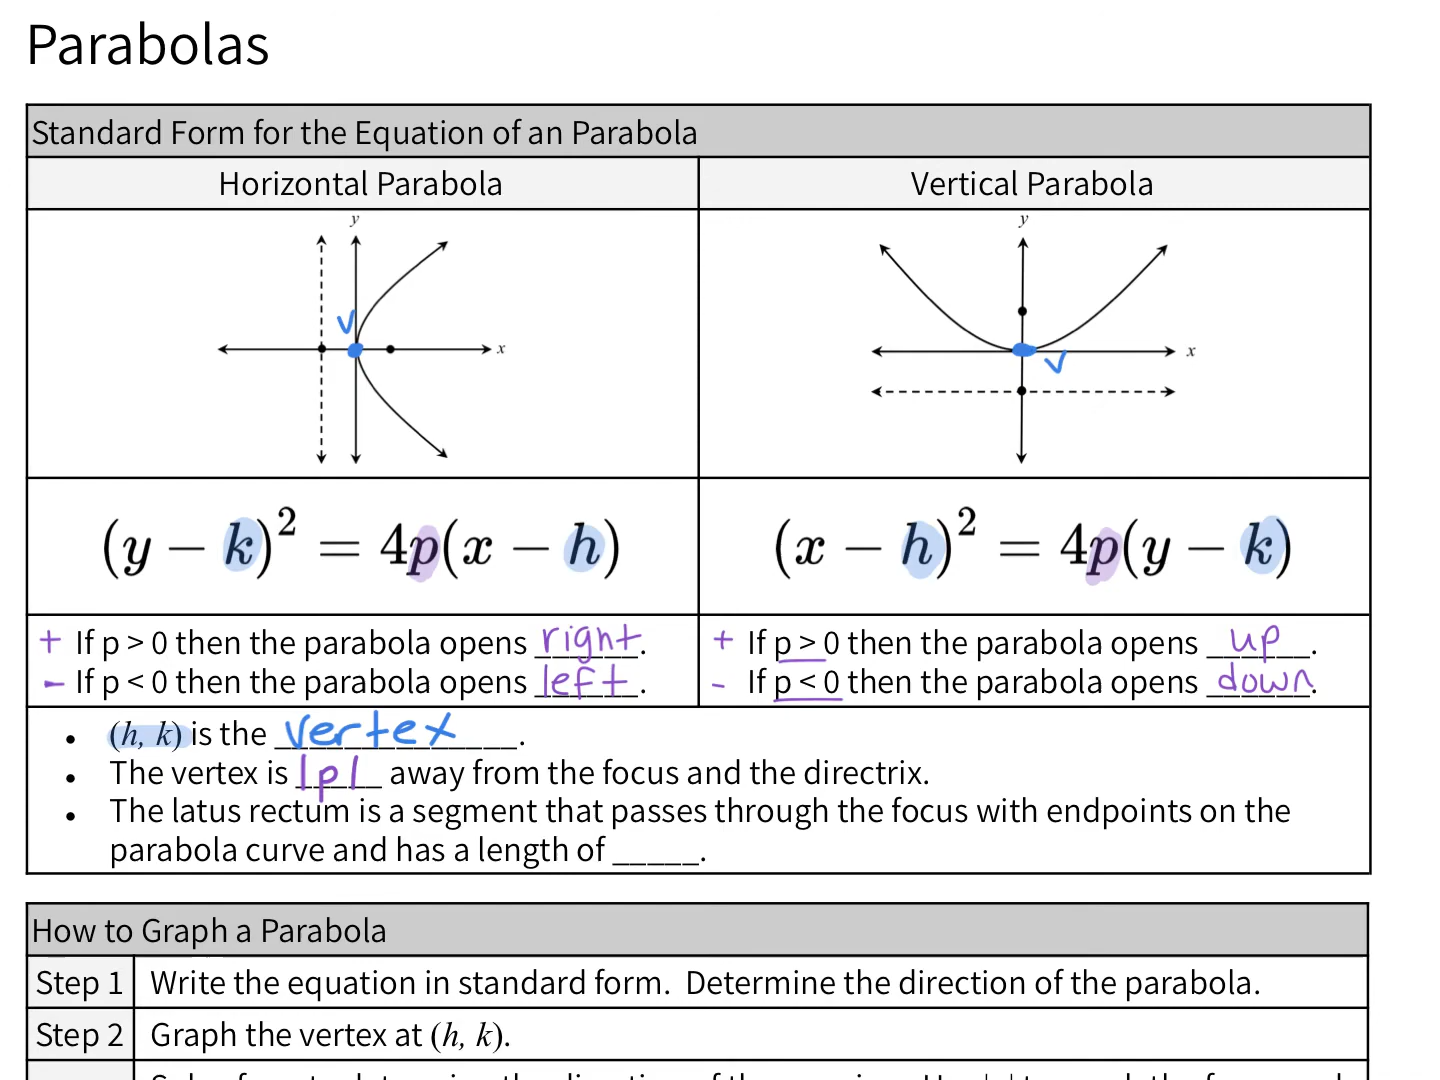 Parabolas
Standard Form for the Equation of an Parabola
Horizontal Parabola
Vertical Parabola
y
V
x
y
x
V
(y − k)² = 4p(x − h)
(x − h)² = 4p(y − k)
+ If p > 0 then the parabola opens right.
- If p < 0 then the parabola opens left.
+ If p > 0 then the parabola opens up.
- If p < 0 then the parabola opens down.
• (h, k) is the vertex.
• The vertex is |p| away from the focus and the directrix.
• The latus rectum is a segment that passes through the focus with endpoints on the
parabola curve and has a length of _____.
How to Graph a Parabola
Step 1
Write the equation in standard form. Determine the direction of the parabola.
Step 2
Graph the vertex at (h, k).